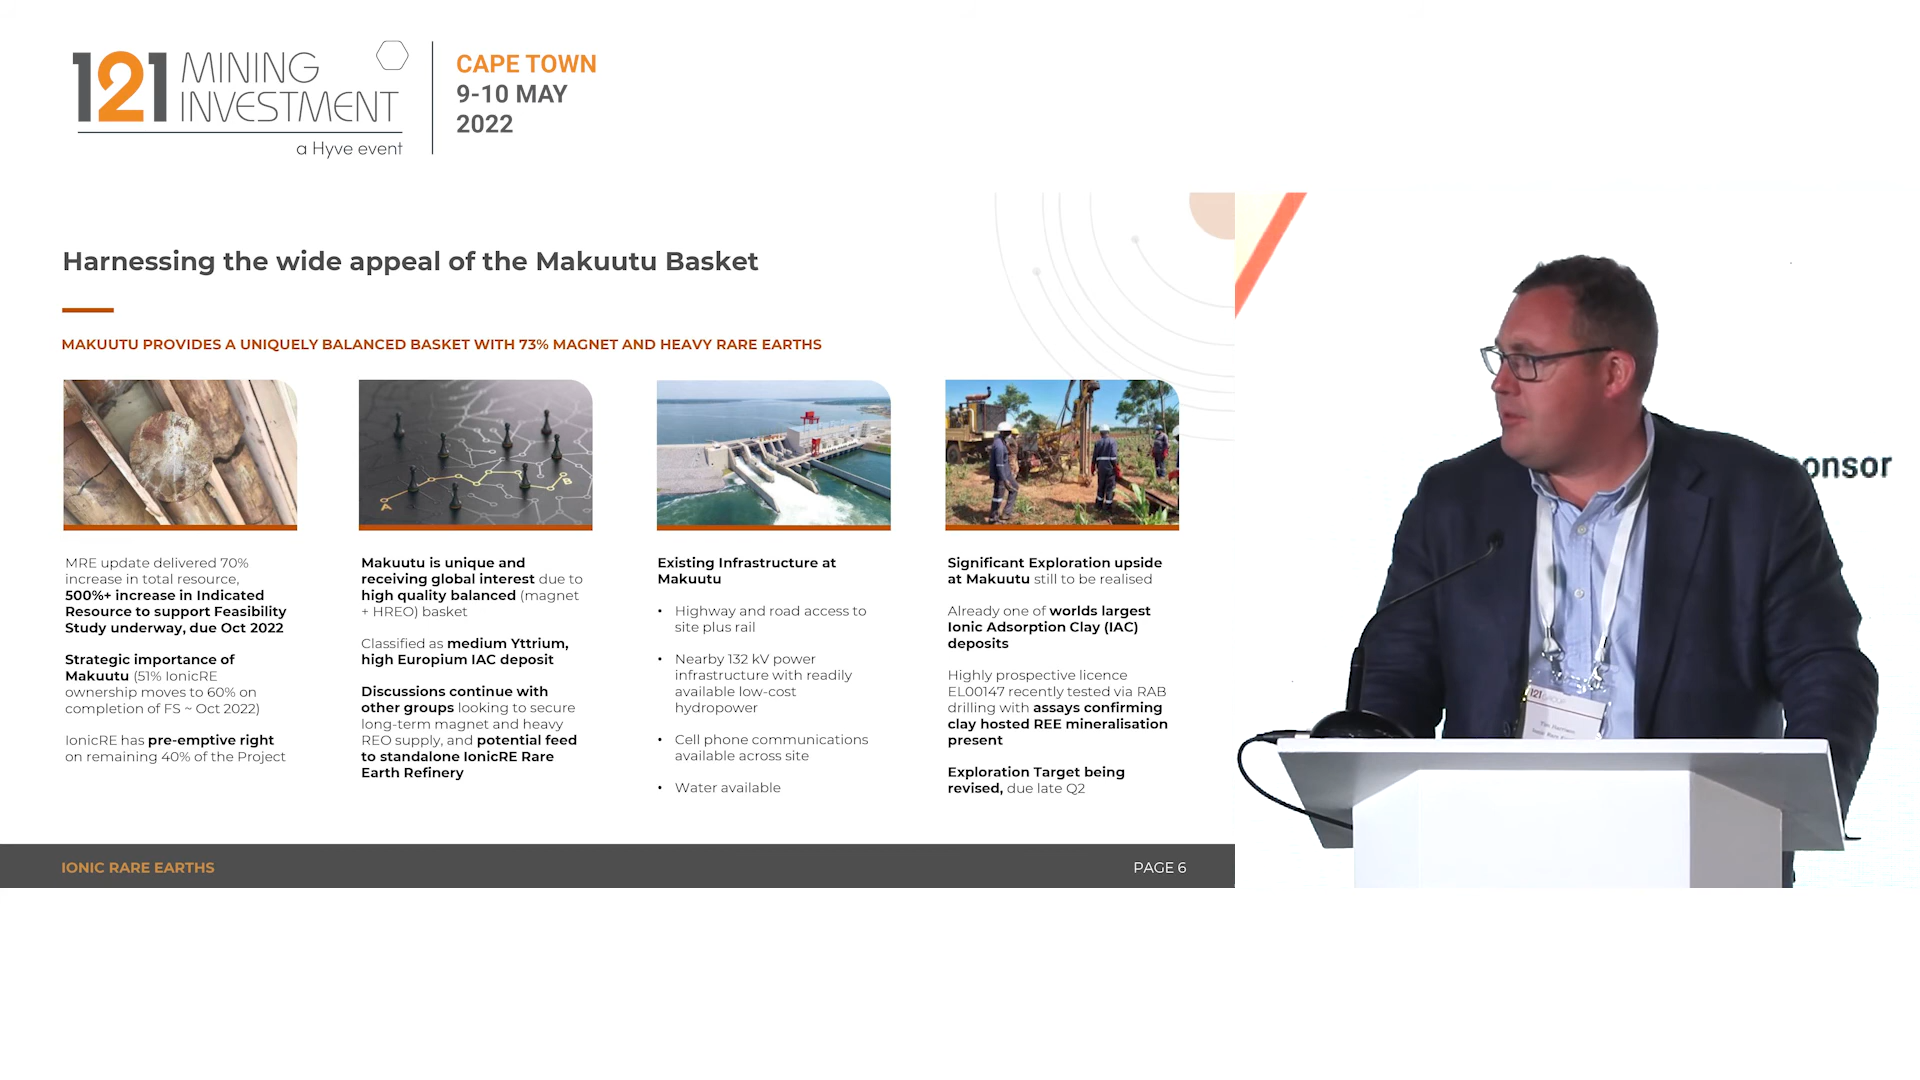 121 MINING
INVESTMENT
a Hyve event
CAPE TOWN
9-10 MAY
2022
Harnessing the wide appeal of the Makuutu Basket
MAKUUTU PROVIDES A UNIQUELY BALANCED BASKET WITH 73% MAGNET AND HEAVY RARE EARTHS
A
B
MRE update delivered 70%
increase in total resource,
500%+ increase in Indicated
Resource to support Feasibility
Study underway, due Oct 2022
Strategic importance of
Makuutu (51% IonicRE
ownership moves to 60% on
completion of FS ~ Oct 2022)
IonicRE has pre-emptive right
on remaining 40% of the Project
Makuutu is unique and
receiving global interest due to
high quality balanced (magnet
+ HREO) basket
Classified as medium Yttrium,
high Europium IAC deposit
Discussions continue with
other groups looking to secure
long-term magnet and heavy
REO supply, and potential feed
to standalone IonicRE Rare
Earth Refinery
Existing Infrastructure at
Makuutu
• Highway and road access to
site plus rail
• Nearby 132 kV power
infrastructure with readily
available low-cost
hydropower
• Cell phone communications
available across site
• Water available
Significant Exploration upside
at Makuutu still to be realised
Already one of worlds largest
Ionic Adsorption Clay (IAC)
deposits
Highly prospective licence
EL00147 recently tested via RAB
drilling with assays confirming
clay hosted REE mineralisation
present
Exploration Target being
revised, due late Q2
IONIC RARE EARTHS
PAGE 6
onsor
121 GROUP